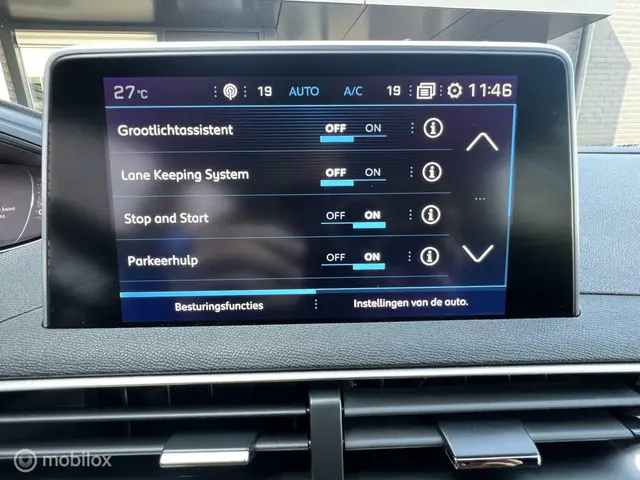 27°C 19 AUTO A/C 19 11:46
Grootlichtassistent OFF ON
Lane Keeping System OFF ON
Stop and Start OFF ON
Parkeerhulp OFF ON
Besturingsfuncties Instellingen van de auto.
mobilox